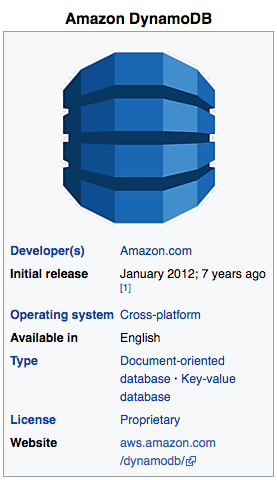 Amazon DynamoDB
Developer(s) Amazon.com
Initial release January 2012; 7 years ago
[1]
Operating system Cross-platform
Available in English
Type Document-oriented
database · Key-value
database
License Proprietary
Website aws.amazon.com
/dynamodb/